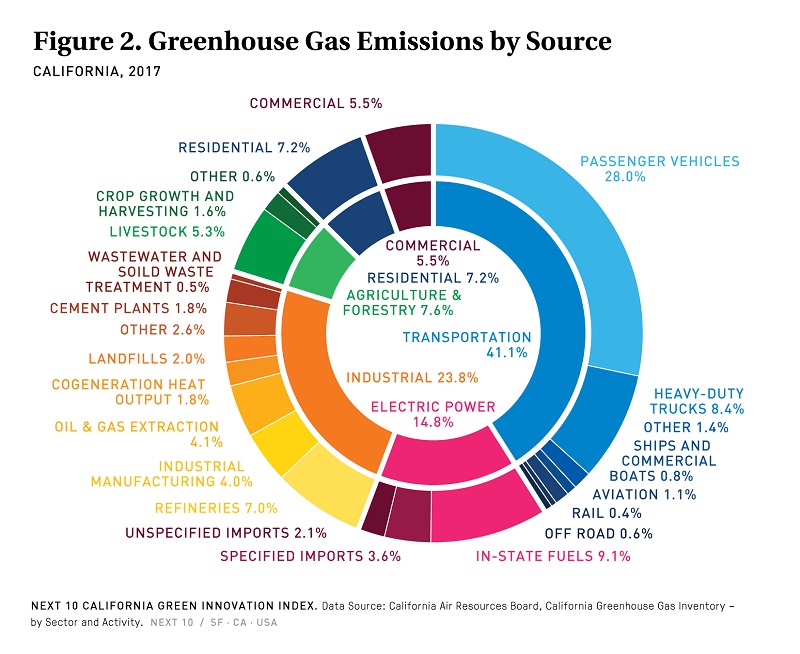 Figure 2. Greenhouse Gas Emissions by Source
CALIFORNIA, 2017
COMMERCIAL 5.5%
RESIDENTIAL 7.2%
OTHER 0.6%
CROP GROWTH AND
HARVESTING 1.6%
LIVESTOCK 5.3%
WASTEWATER AND
SOILD WASTE
TREATMENT 0.5%
CEMENT PLANTS 1.8%
OTHER 2.6%
LANDFILLS 2.0%
COGENERATION HEAT
OUTPUT 1.8%
OIL & GAS EXTRACTION
4.1%
INDUSTRIAL
MANUFACTURING 4.0%
REFINERIES 7.0%
UNSPECIFIED IMPORTS 2.1%
SPECIFIED IMPORTS 3.6%
COMMERCIAL
5.5%
RESIDENTIAL 7.2%
AGRICULTURE &
FORESTRY 7.6%
TRANSPORTATION
41.1%
INDUSTRIAL 23.8%
ELECTRIC POWER
14.8%
PASSENGER VEHICLES
28.0%
HEAVY-DUTY
TRUCKS 8.4%
OTHER 1.4%
SHIPS AND
COMMERCIAL
BOATS 0.8%
AVIATION 1.1%
RAIL 0.4%
OFF ROAD 0.6%
IN-STATE FUELS 9.1%
NEXT 10 CALIFORNIA GREEN INNOVATION INDEX. Data Source: California Air Resources Board, California Greenhouse Gas Inventory –
by Sector and Activity. NEXT 10 / SF · CA · USA